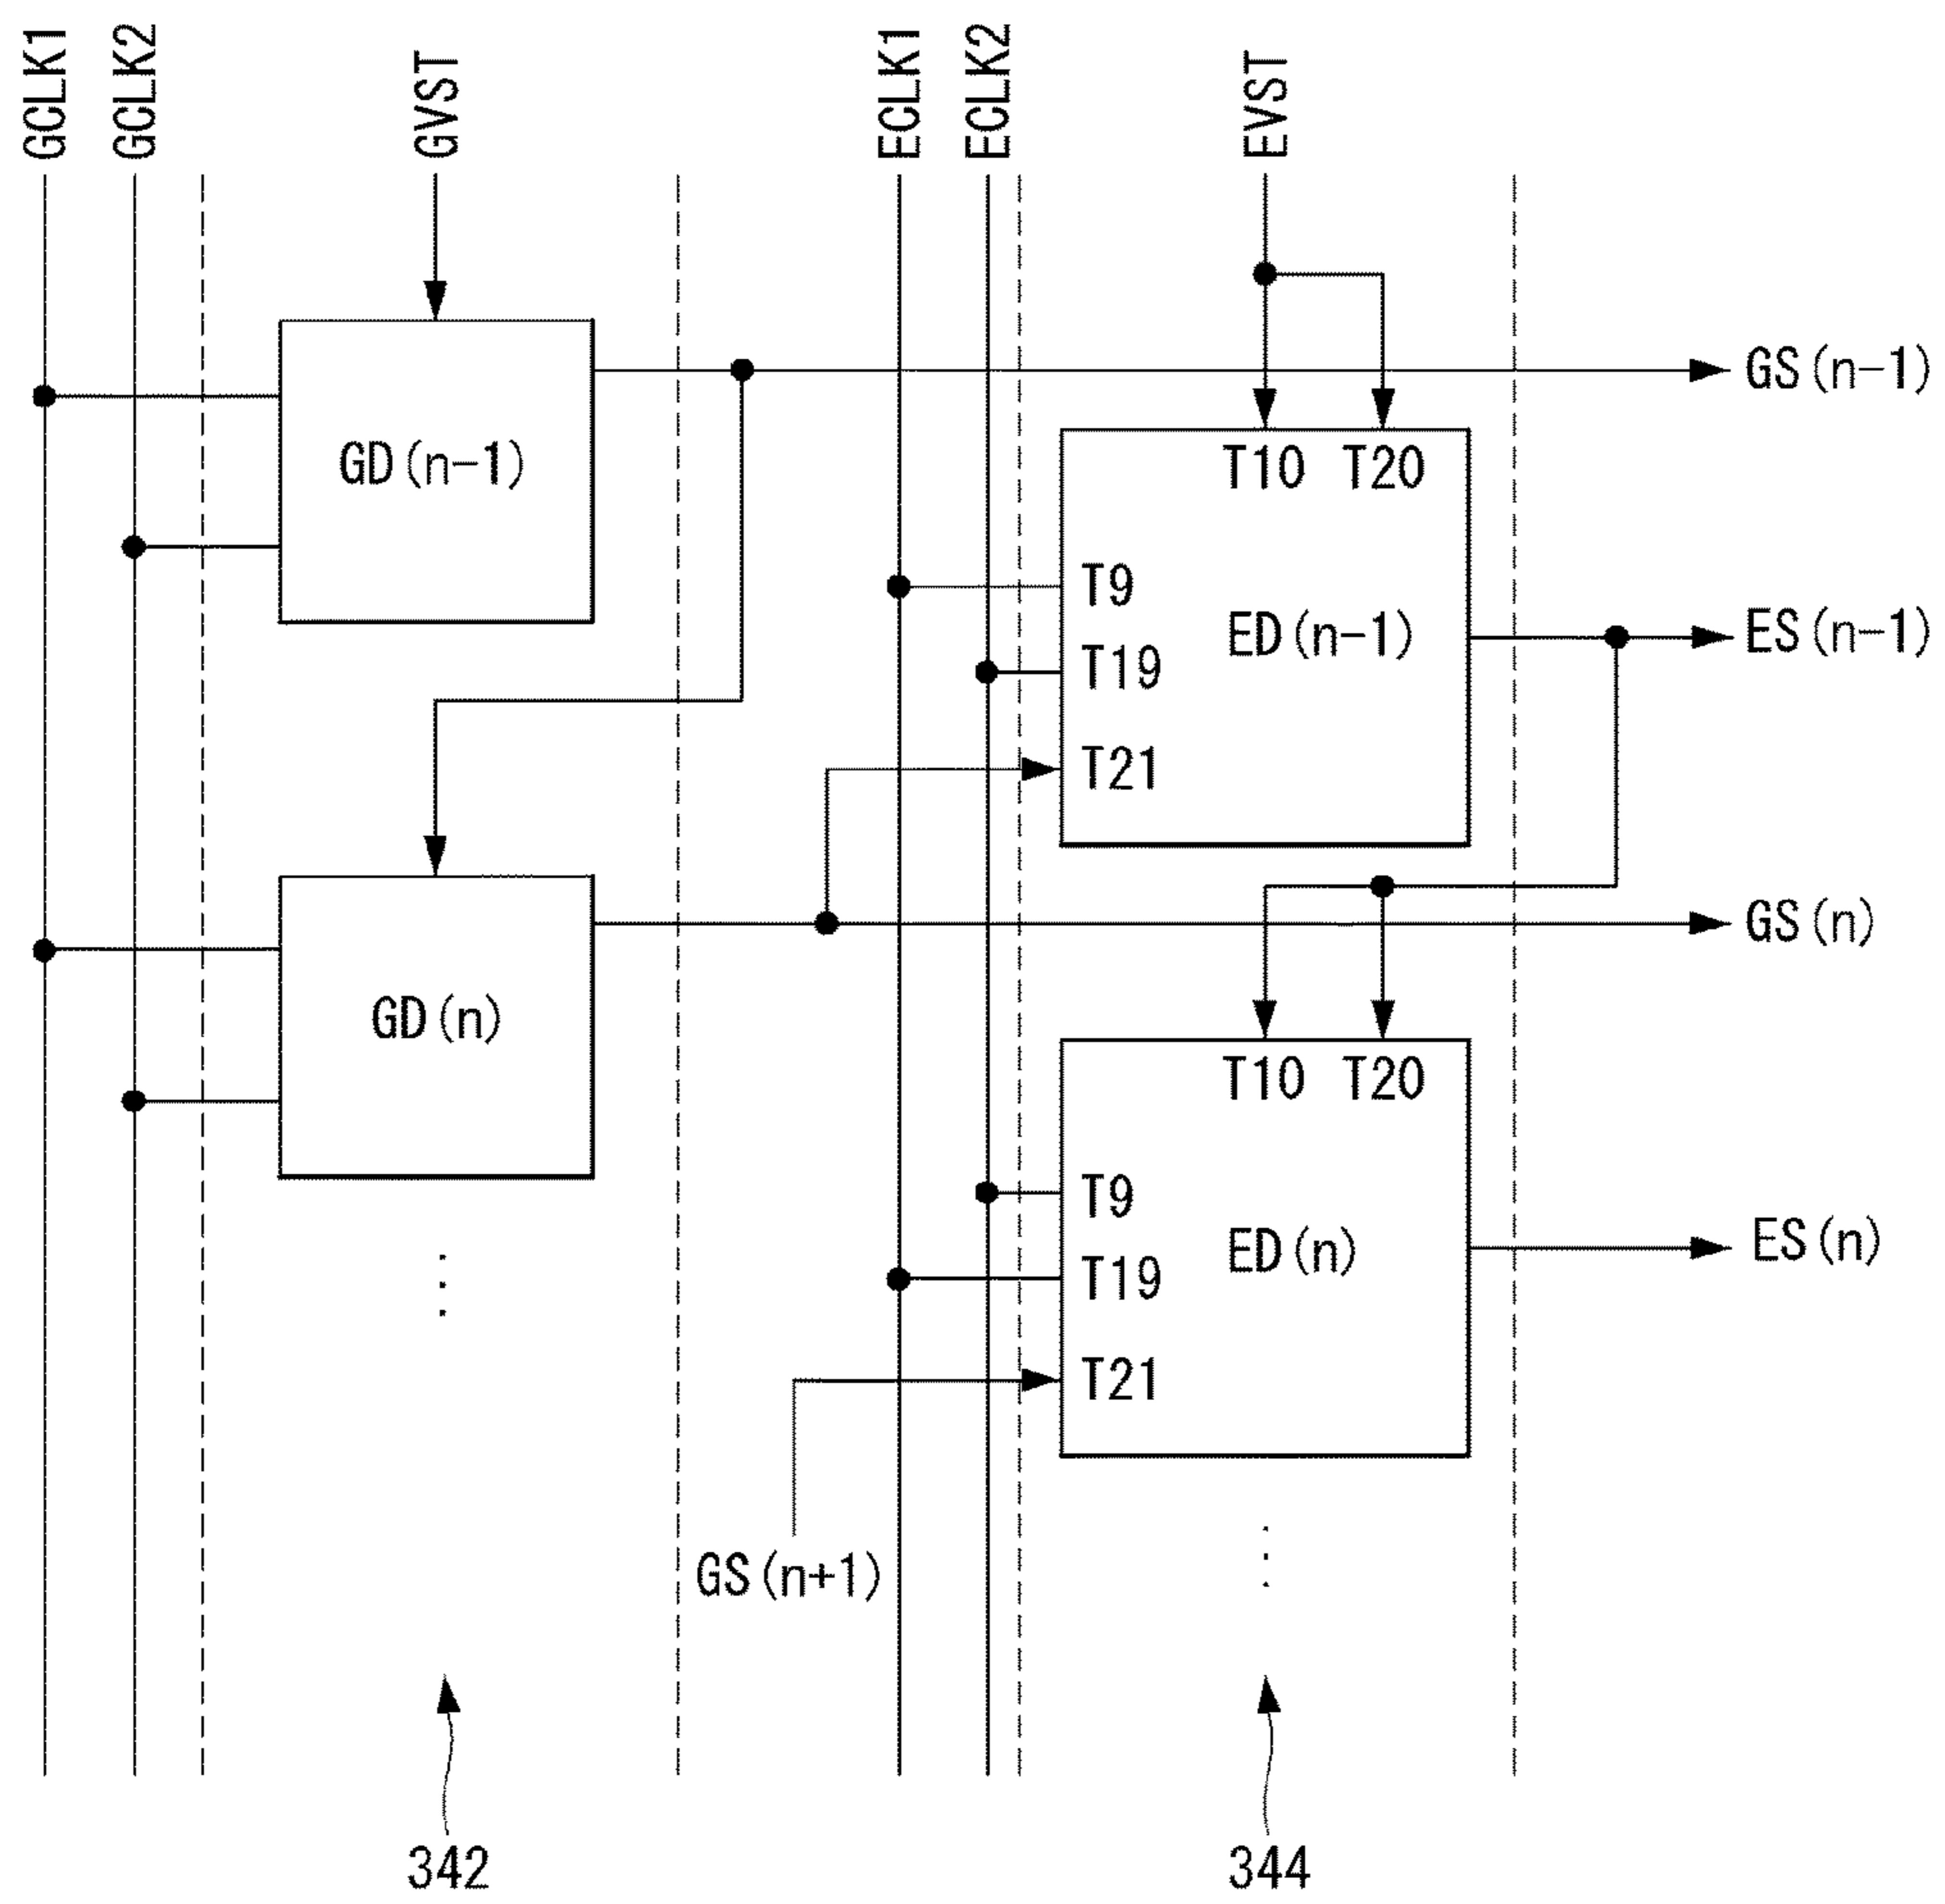 GCLK1
GCLK2
GVST
ECLK1
ECLK2
EVST
GS(n-1)
GD(n-1)
T10 T20
T9
ED(n-1)
ES(n-1)
T19
T21
GS(n)
GD(n)
T10 T20
T9
ED(n)
ES(n)
T19
T21
GS(n+1)
342
344